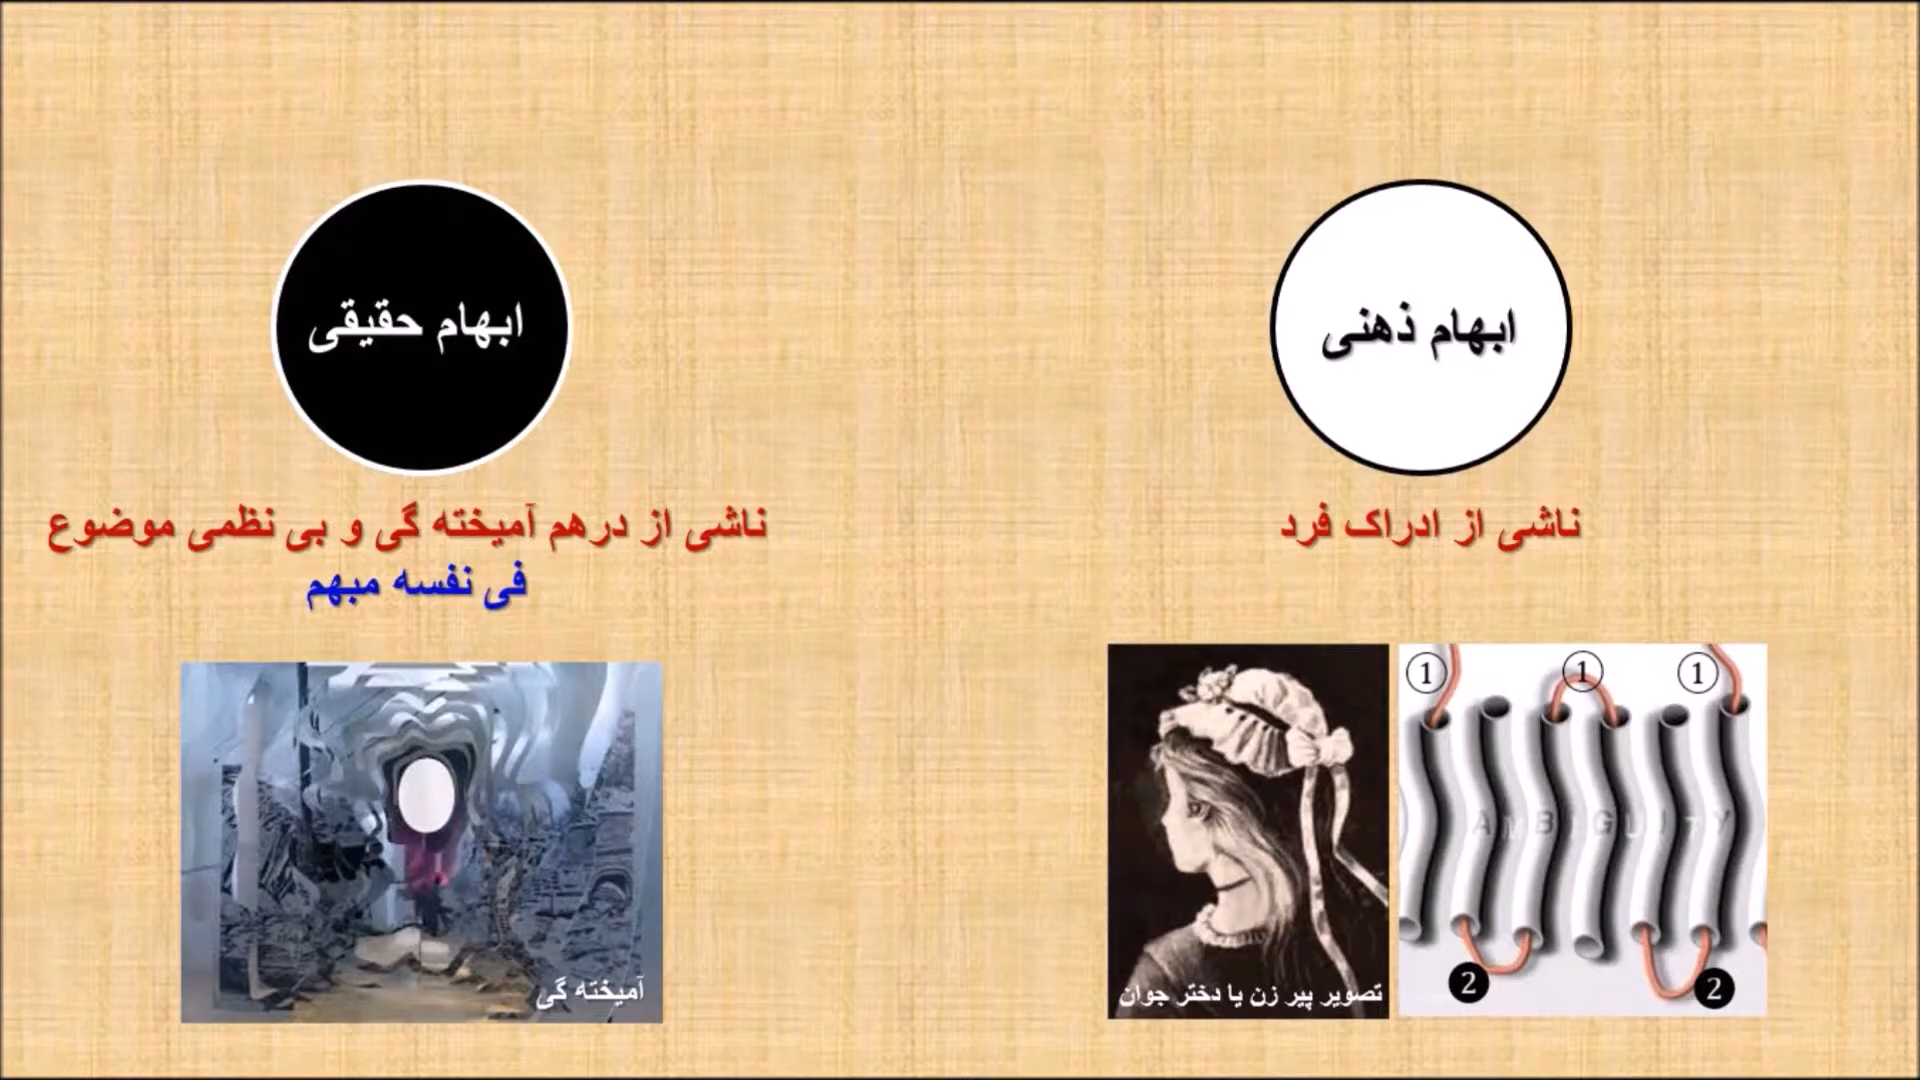 ابهام ذهنی
ناشی از ادراک فرد
تصویر پیر زن یا دختر جوان
1
1
1
AMBIGUITY
2
2
ابهام حقیقی
ناشی از درهم آمیخته گی و بی نظمی موضوع
فی نفسه مبهم
آمیخته گی